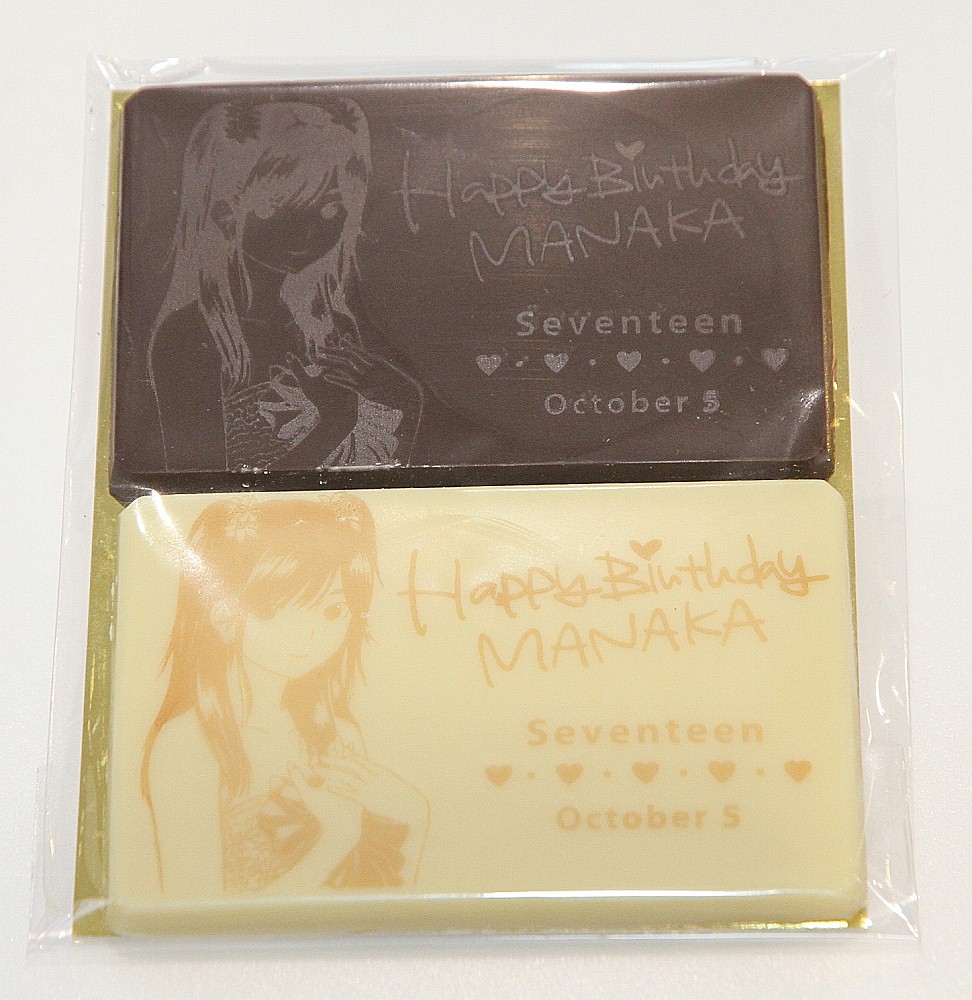 Happy Birthday
MANAKA
Seventeen
October 5
Happy Birthday
MANAKA
Seventeen
October 5